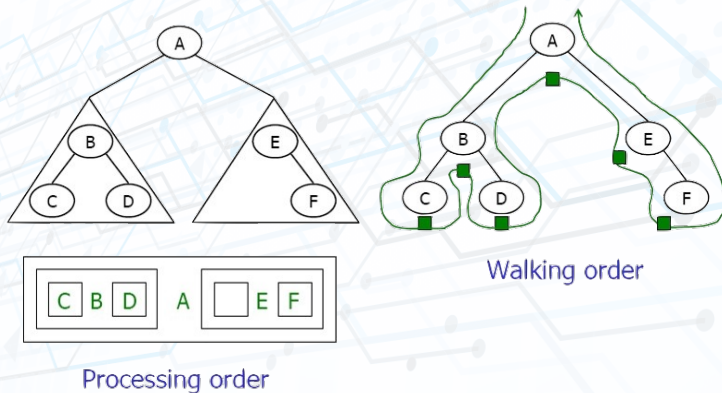 A
B
C D
E
F
A
B
C D
E
F
C B D A E F
Processing order
Walking order